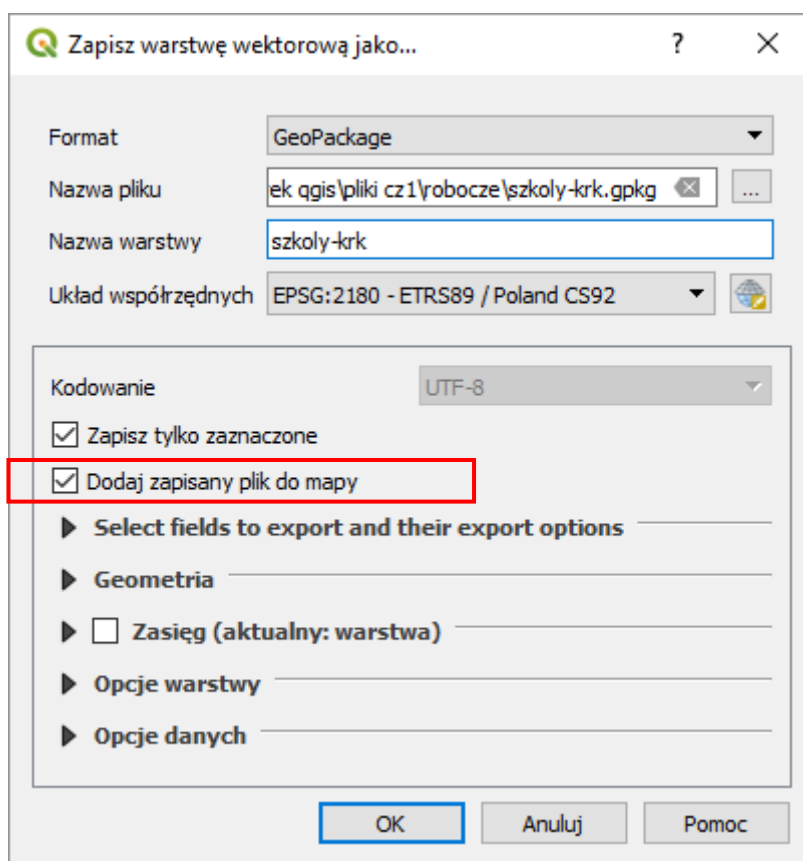 Zapisz warstwę wektorową jako... ?
Format GeoPackage
Nazwa pliku ek qgis\pliki cz1\robocze\szkoly-krk.gpkg ...
Nazwa warstwy szkoly-krk
Układ współrzędnych EPSG:2180 - ETRS89 / Poland CS92
Kodowanie UTF-8
Zapisz tylko zaznaczone
Dodaj zapisany plik do mapy
Select fields to export and their export options
Geometria
Zasięg (aktualny: warstwa)
Opcje warstwy
Opcje danych
OK Anuluj Pomoc